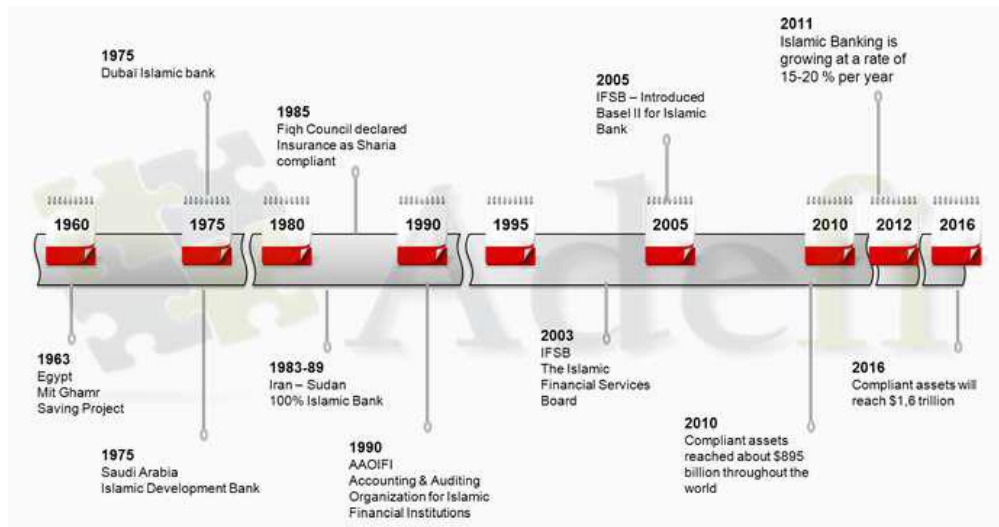 2011
Islamic Banking is
growing at a rate of
15-20 % per year
1975
Dubaï Islamic bank
2005
IFSB – Introduced
Basel II for Islamic
Bank
1985
Fiqh Council declared
Insurance as Sharia
compliant
1960
1975
1980
1990
1995
2005
2010
2012
2016
Adefi
1963
Egypt
Mit Ghamr
Saving Project
1975
Saudi Arabia
Islamic Development Bank
1983-89
Iran – Sudan
100% Islamic Bank
1990
AAOIFI
Accounting & Auditing
Organization for Islamic
Financial Institutions
2003
IFSB
The Islamic
Financial Services
Board
2010
Compliant assets
reached about $895
billion throughout the
world
2016
Compliant assets will
reach $1,6 trillion